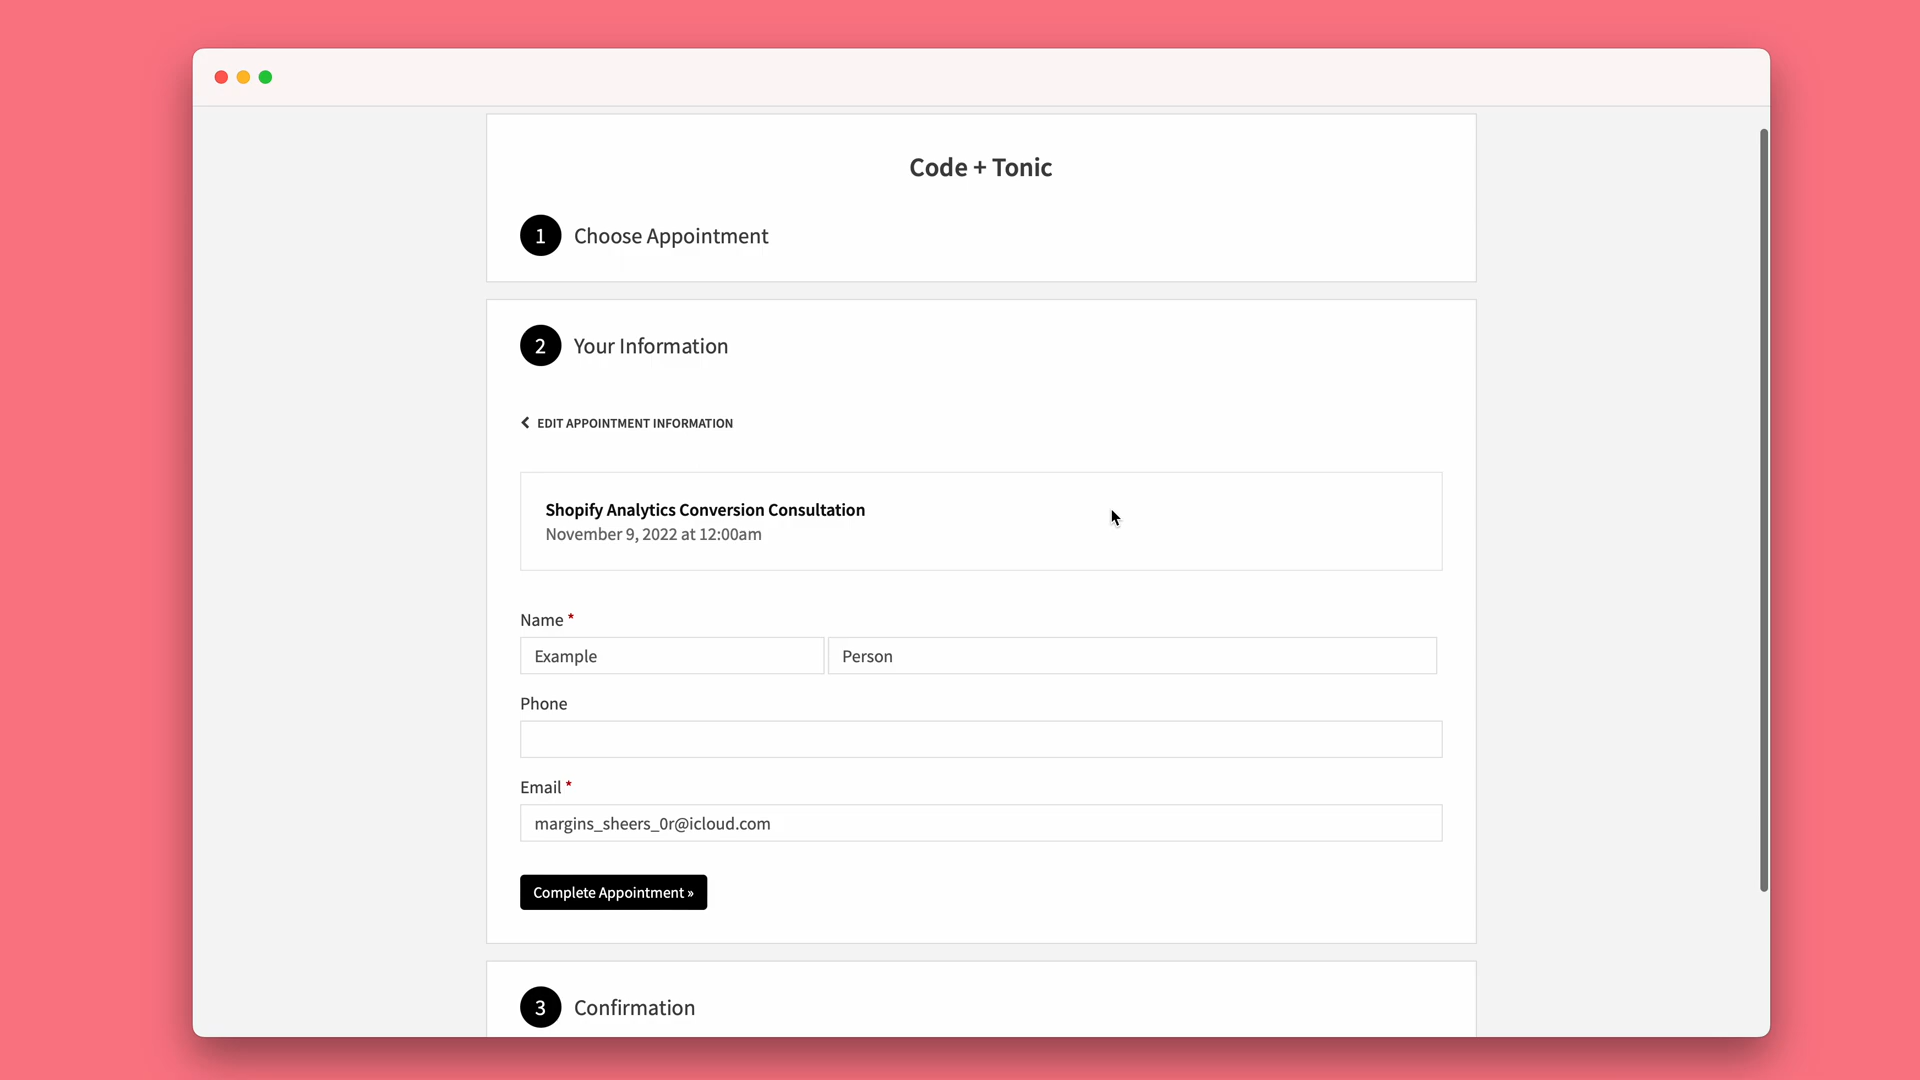 Code + Tonic
1 Choose Appointment
2 Your Information
EDIT APPOINTMENT INFORMATION
Shopify Analytics Conversion Consultation
November 9, 2022 at 12:00am
Name *
Example Person
Phone
Email *
margins_sheers_0r@icloud.com
Complete Appointment »
3 Confirmation